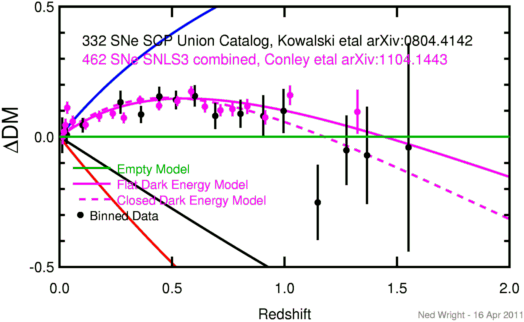 332 SNe SCP Union Catalog, Kowalski etal arXiv:0804.4142
462 SNe SNLS3 combined, Conley etal arXiv:1104.1443
0.5
0.0
-0.5
ΔDM
Empty Model
Flat Dark Energy Model
Closed Dark Energy Model
Binned Data
0.0 0.5 1.0 1.5 2.0
Redshift
Ned Wright - 16 Apr 2011